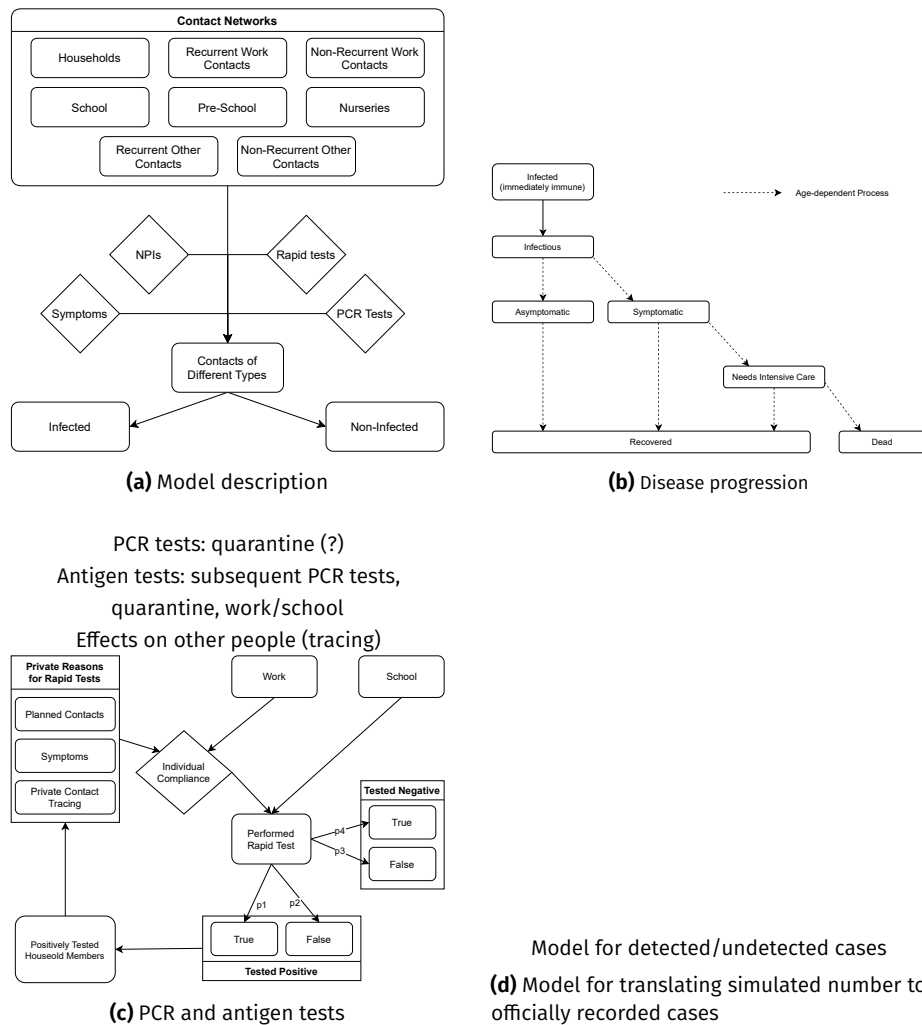 Contact Networks
Households
Recurrent Work
Contacts
Non-Recurrent Work
Contacts
School
Pre-School
Nurseries
Recurrent Other
Contacts
Non-Recurrent Other
Contacts
NPIs
Rapid tests
Symptoms
PCR Tests
Contacts of
Different Types
Infected
Non-Infected
(a) Model description
Infected
(immediately immune)
Age-dependent Process
Infectious
Asymptomatic
Symptomatic
Needs Intensive Care
Recovered
Dead
(b) Disease progression
PCR tests: quarantine (?)
Antigen tests: subsequent PCR tests,
quarantine, work/school
Effects on other people (tracing)
Private Reasons
for Rapid Tests
Planned Contacts
Symptoms
Private Contact
Tracing
Work
School
Individual
Compliance
Performed
Rapid Test
Tested Negative
True
False
p4
p3
p1
p2
True
False
Tested Positive
Positively Tested
Houseold Members
(c) PCR and antigen tests
Model for detected/undetected cases
(d) Model for translating simulated number to
officially recorded cases